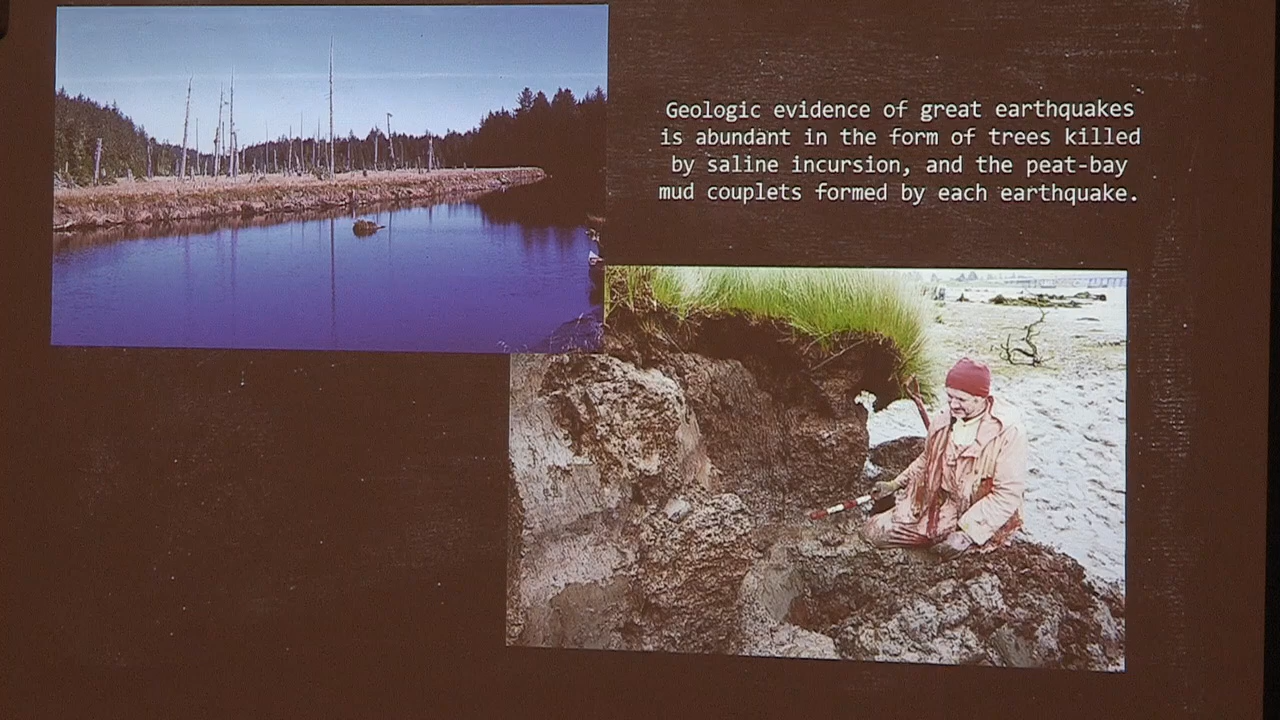 Geologic evidence of great earthquakes
is abundant in the form of trees killed
by saline incursion, and the peat-bay
mud couplets formed by each earthquake.